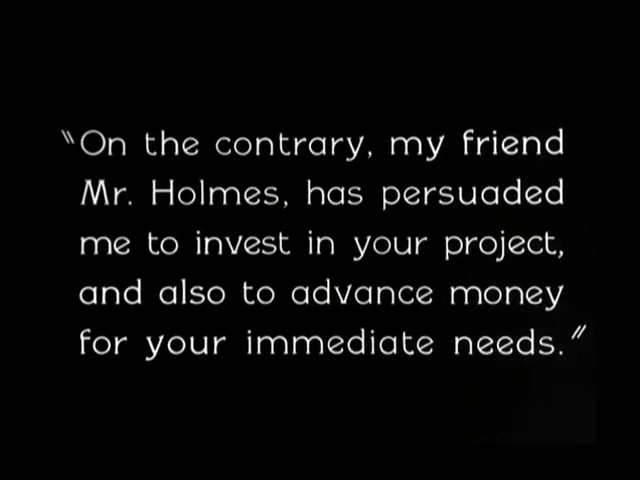 "On the contrary, my friend
Mr. Holmes, has persuaded
me to invest in your project,
and also to advance money
for your immediate needs."